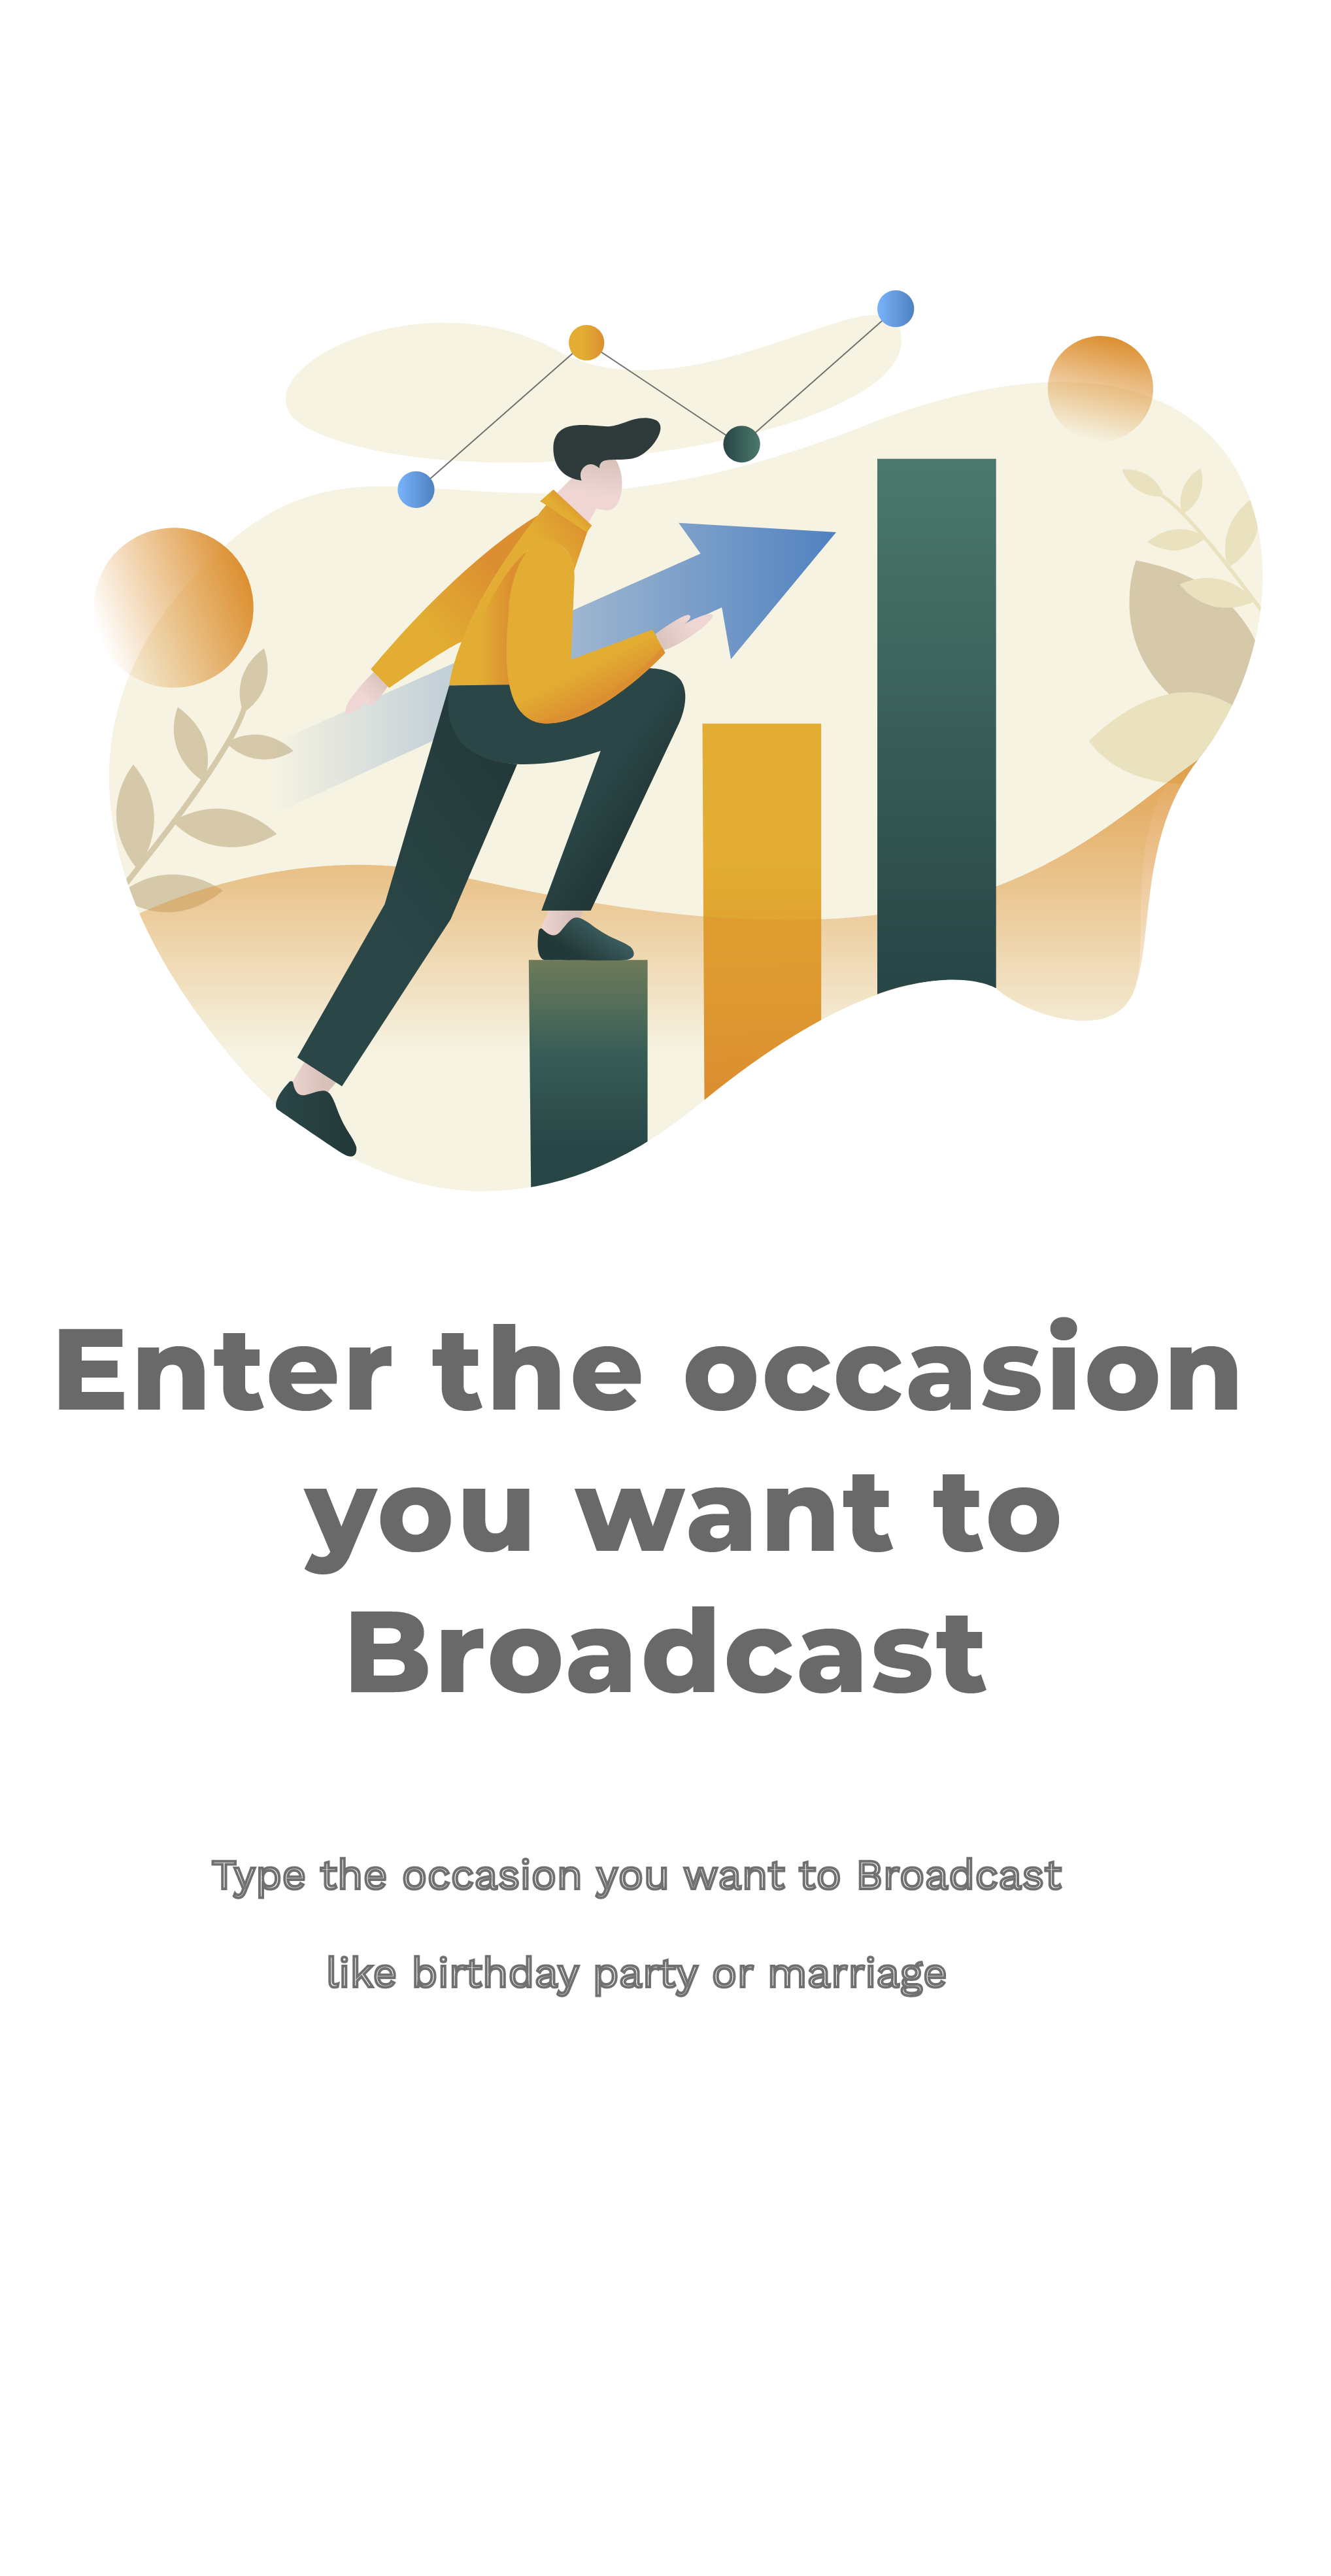 Enter the occasion
you want to
Broadcast
Type the occasion you want to Broadcast
like birthday party or marriage